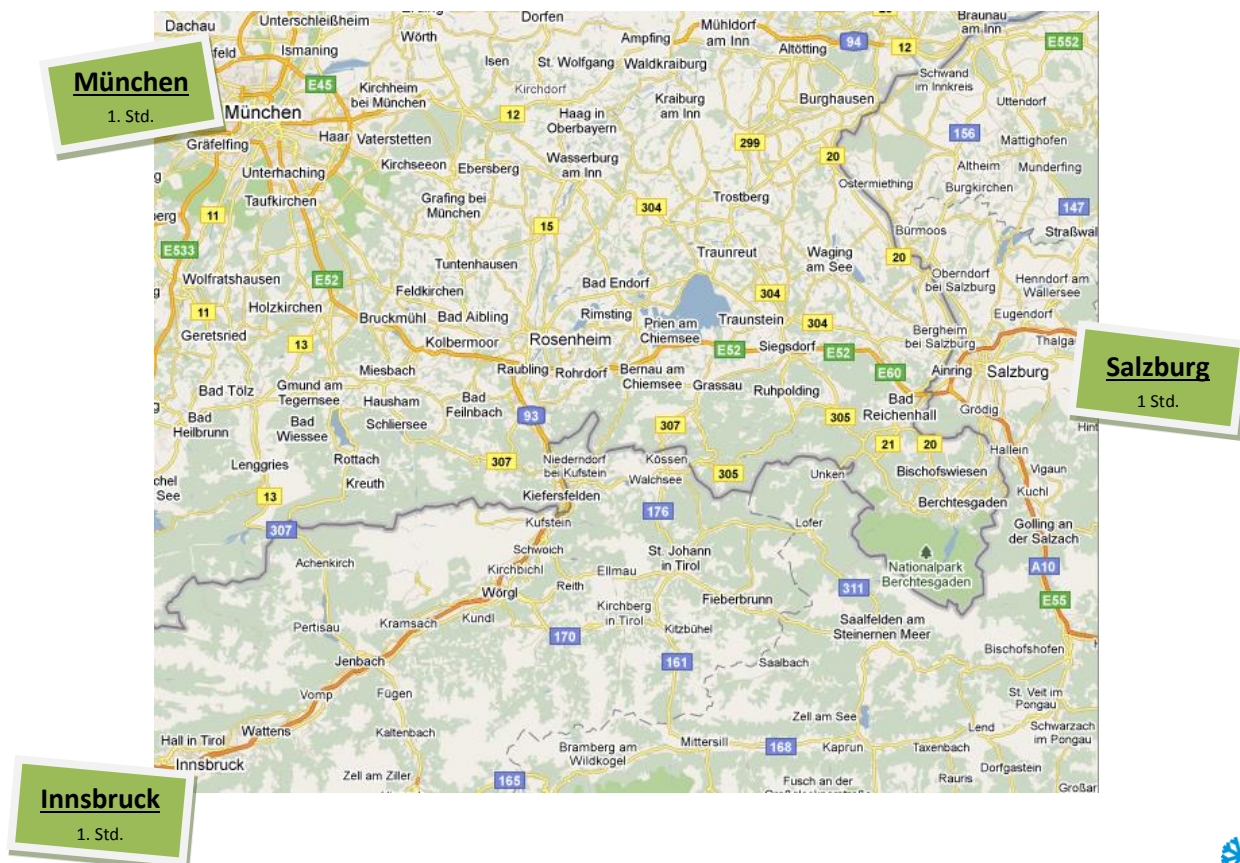 Dachau
Unterschleißheim
Dorfen
Mühldorf
am Inn
Braunau
am Inn
Wörth
Ampfing
94
12
E552
Ismaning
Isen
St. Wolfgang
Waldkraiburg
Altötting
München
1. Std.
E45
Kirchheim
bei München
Kirchdorf
Schwand
im Innkreis
München
12
Haag in
Oberbayern
Kraiburg
am Inn
Burghausen
Uttendorf
Gräfelfing
Haar
Vaterstetten
299
156
Mattighofen
Unterhaching
Kirchseeon
Ebersberg
Wasserburg
am Inn
20
Altheim
Munderfing
Taufkirchen
Grafing bei
München
Trostberg
Ostermiething
Burgkirchen
11
15
304
147
Bürmoos
Straßwal
E533
Tuntenhausen
Traunreut
Waging
am See
20
Wolfratshausen
E52
Feldkirchen
Bad Endorf
304
Oberndorf
bei Salzburg
Henndorf am
Wallersee
11
Holzkirchen
Bruckmühl
Bad Aibling
Rimsting
Prien am
Chiemsee
Traunstein
304
Eugendorf
Geretsried
13
Kolbermoor
Rosenheim
E52
Siegsdorf
E52
Bergheim
bei Salzburg
Thalga
Miesbach
Raubling
Rohrdorf
Bernau am
Chiemsee
Grassau
Ruhpolding
E60
Ainring
Salzburg
Salzburg
1 Std.
Bad Tölz
Gmund am
Tegernsee
Hausham
Bad
Feilnbach
Bad
Reichenhall
Grödig
Bad
Heilbrunn
Bad
Wiessee
Schliersee
93
307
305
Hint
Lenggries
Rottach
307
Niederndorf
bei Kufstein
Kössen
305
21
20
Hallein
chel
See
Kreuth
Walchsee
Unken
Bischofswiesen
Vigaun
13
Kiefersfelden
Berchtesgaden
Kuchl
307
Kufstein
176
Lofer
Golling an
der Salzach
Achenkirch
Schwoich
St. Johann
in Tirol
Nationalpark
Berchtesgaden
A10
Kirchbichl
Ellmau
Reith
311
Wörgl
Fieberbrunn
E55
Pertisau
Kramsach
Kundl
Kirchberg
in Tirol
Saalfelden am
Steinernen Meer
170
Kitzbühel
Bischofshofen
Jenbach
161
Saalbach
Vomp
Fügen
St. Veit im
Pongau
Hall in Tirol
Wattens
Kaltenbach
Zell am See
Lend
Schwarzach
im Pongau
Innsbruck
Bramberg am
Wildkogel
Mittersill
168
Kaprun
Taxenbach
Dorfgastein
Zell am Ziller
165
Fusch an der
Rauris
Großar
Innsbruck
1. Std.